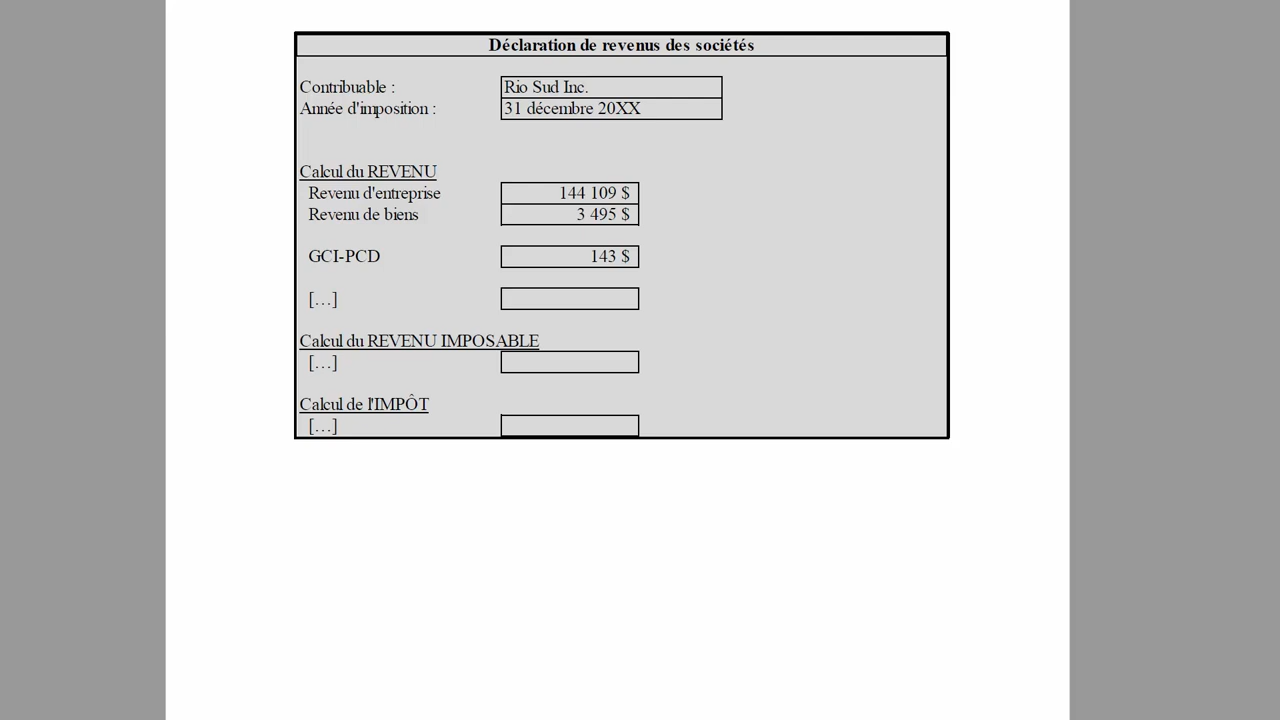 Déclaration de revenus des sociétés
Contribuable : Rio Sud Inc.
Année d'imposition : 31 décembre 20XX
Calcul du REVENU
Revenu d'entreprise 144 109 $
Revenu de biens 3 495 $
GCI-PCD 143 $
[…]
Calcul du REVENU IMPOSABLE
[…]
Calcul de l'IMPÔT
[…]